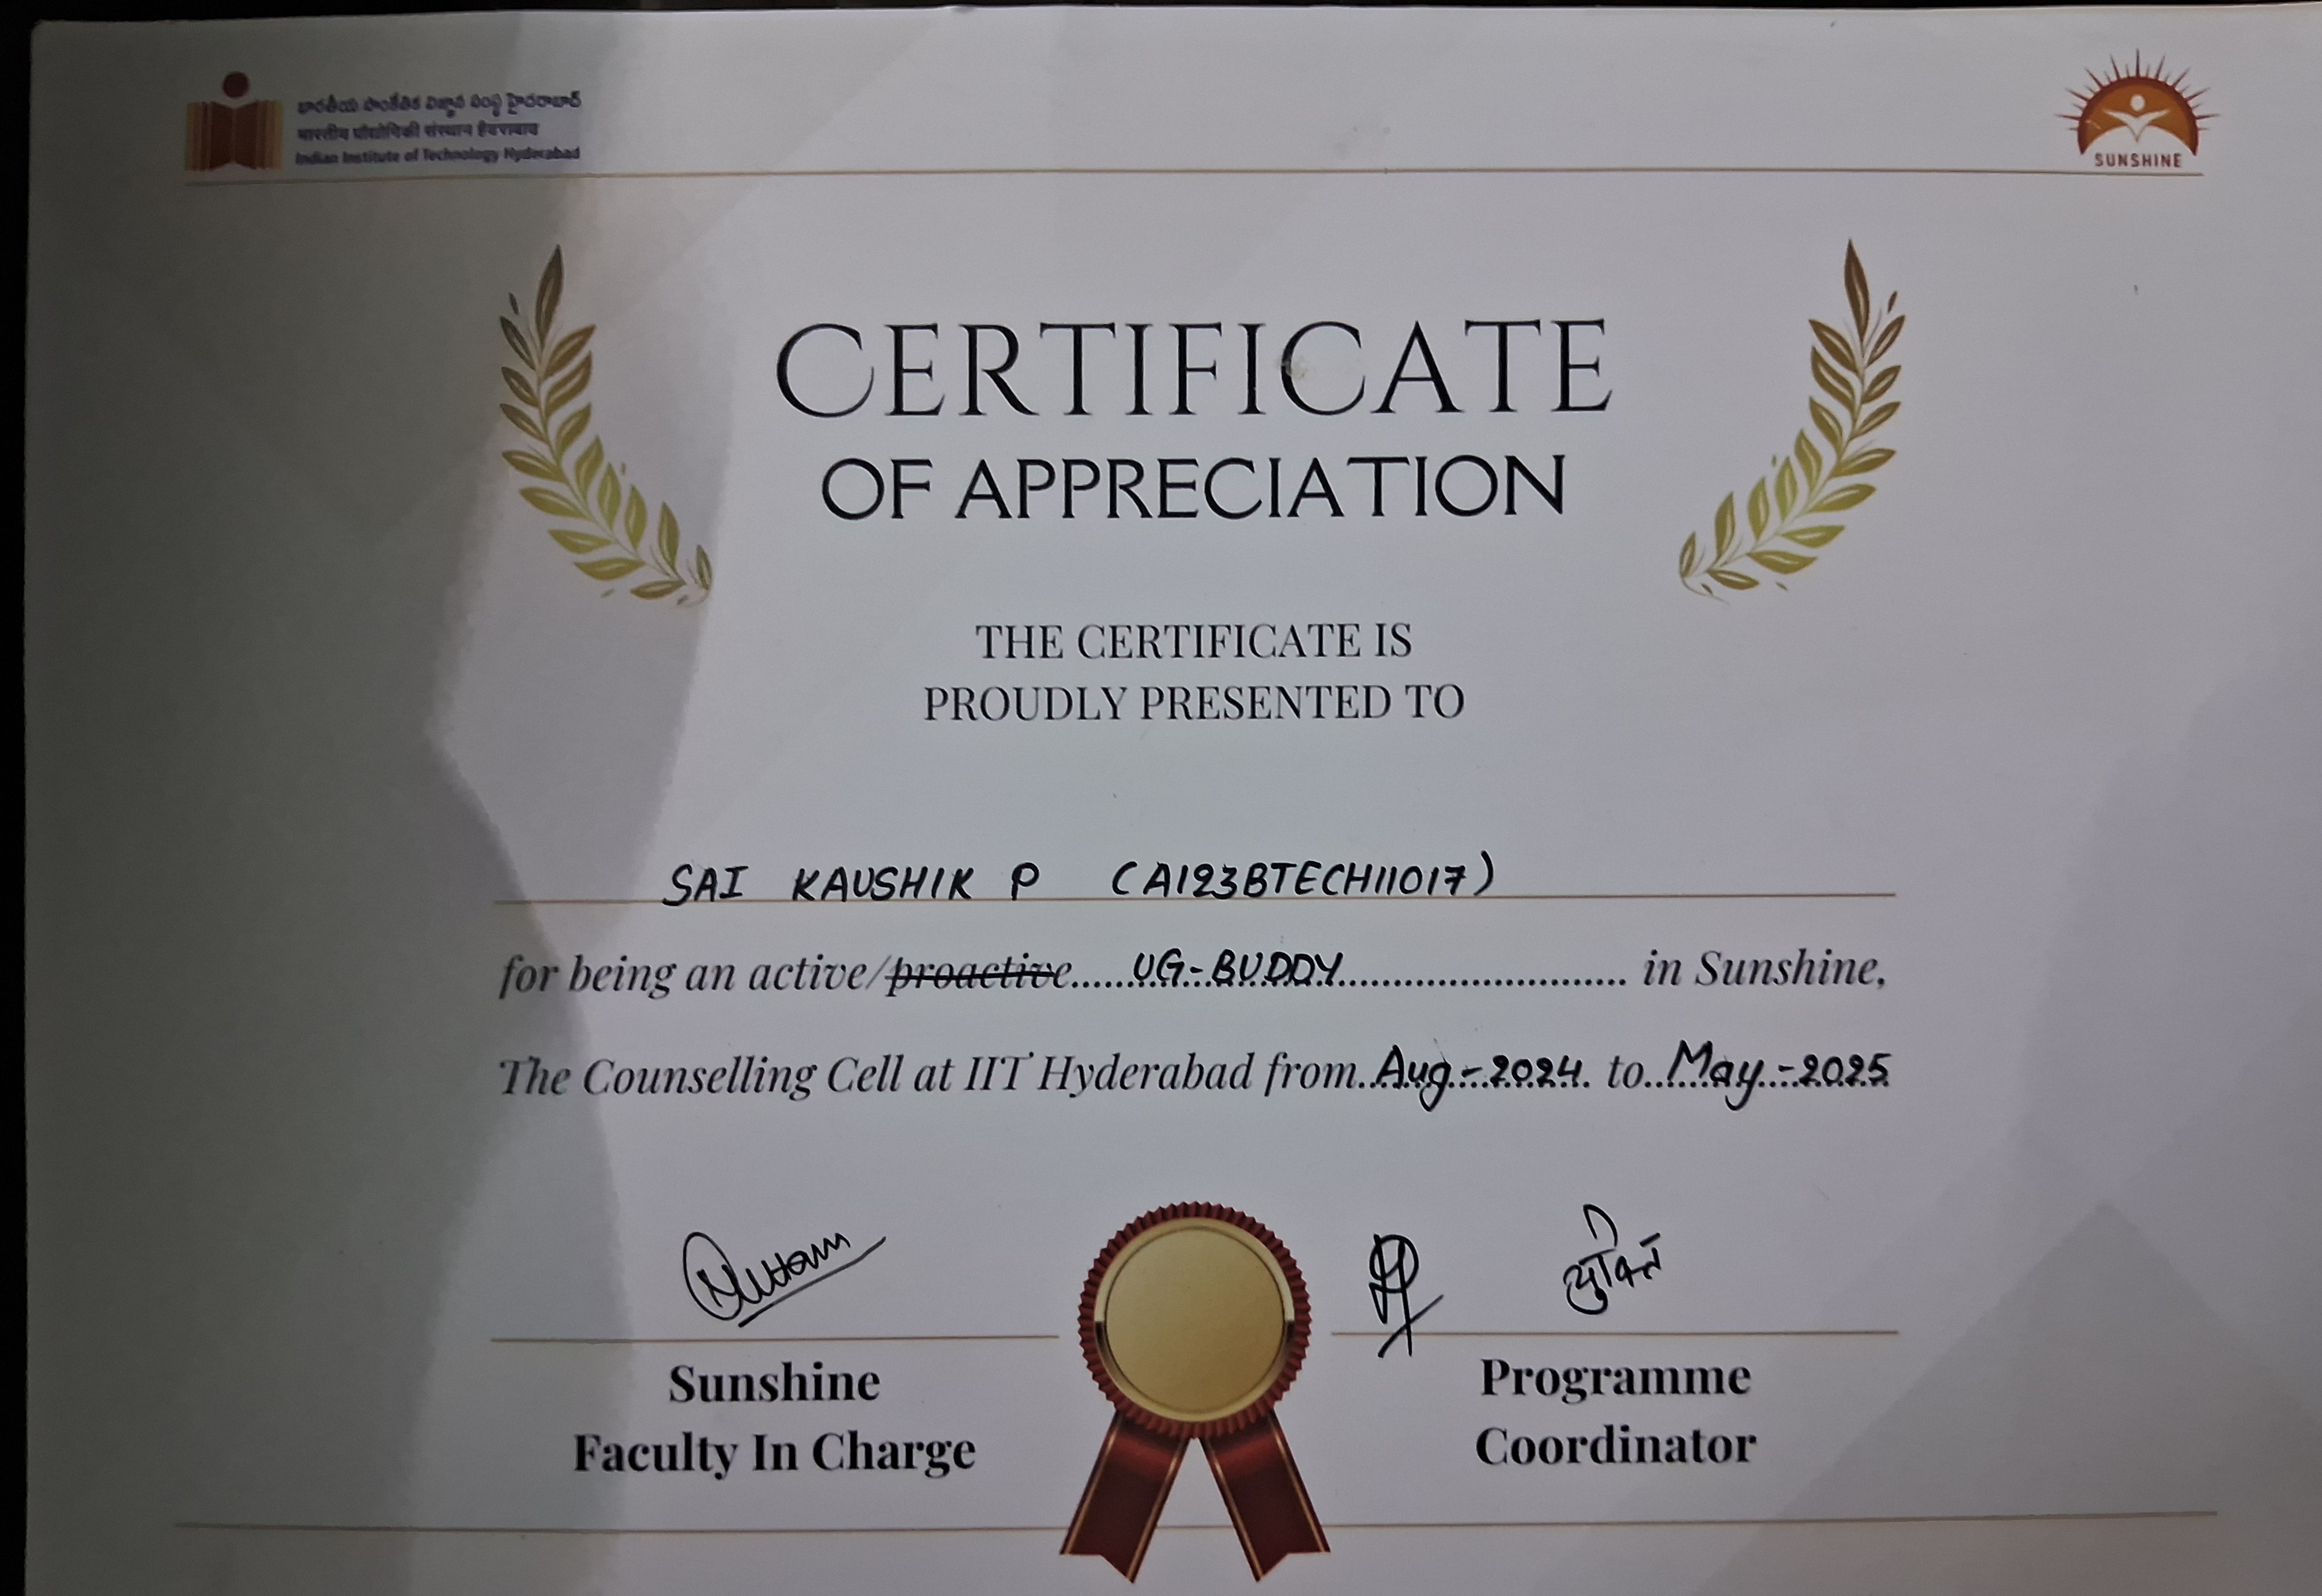 భారతీయ సాంకేతిక విజ్ఞాన సంస్థ హైదరాబాద్
भारतीय प्रौद्योगिकी संस्थान हैदराबाद
Indian Institute of Technology Hyderabad
SUNSHINE
CERTIFICATE
OF APPRECIATION
THE CERTIFICATE IS
PROUDLY PRESENTED TO
SAI KAUSHIK P (AI23BTECH11017)
for being an active/proactive.....UG-BUDDY............................. in Sunshine,
The Counselling Cell at IIT Hyderabad from..Aug-2024. to..May-2025
युक्ति
Sunshine
Faculty In Charge
Programme
Coordinator